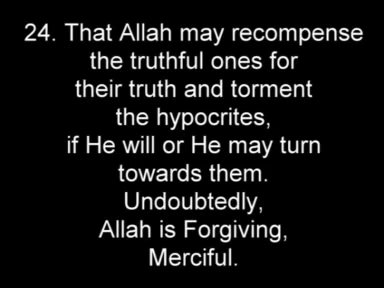 24. That Allah may recompense
the truthful ones for
their truth and torment
the hypocrites,
if He will or He may turn
towards them.
Undoubtedly,
Allah is Forgiving,
Merciful.